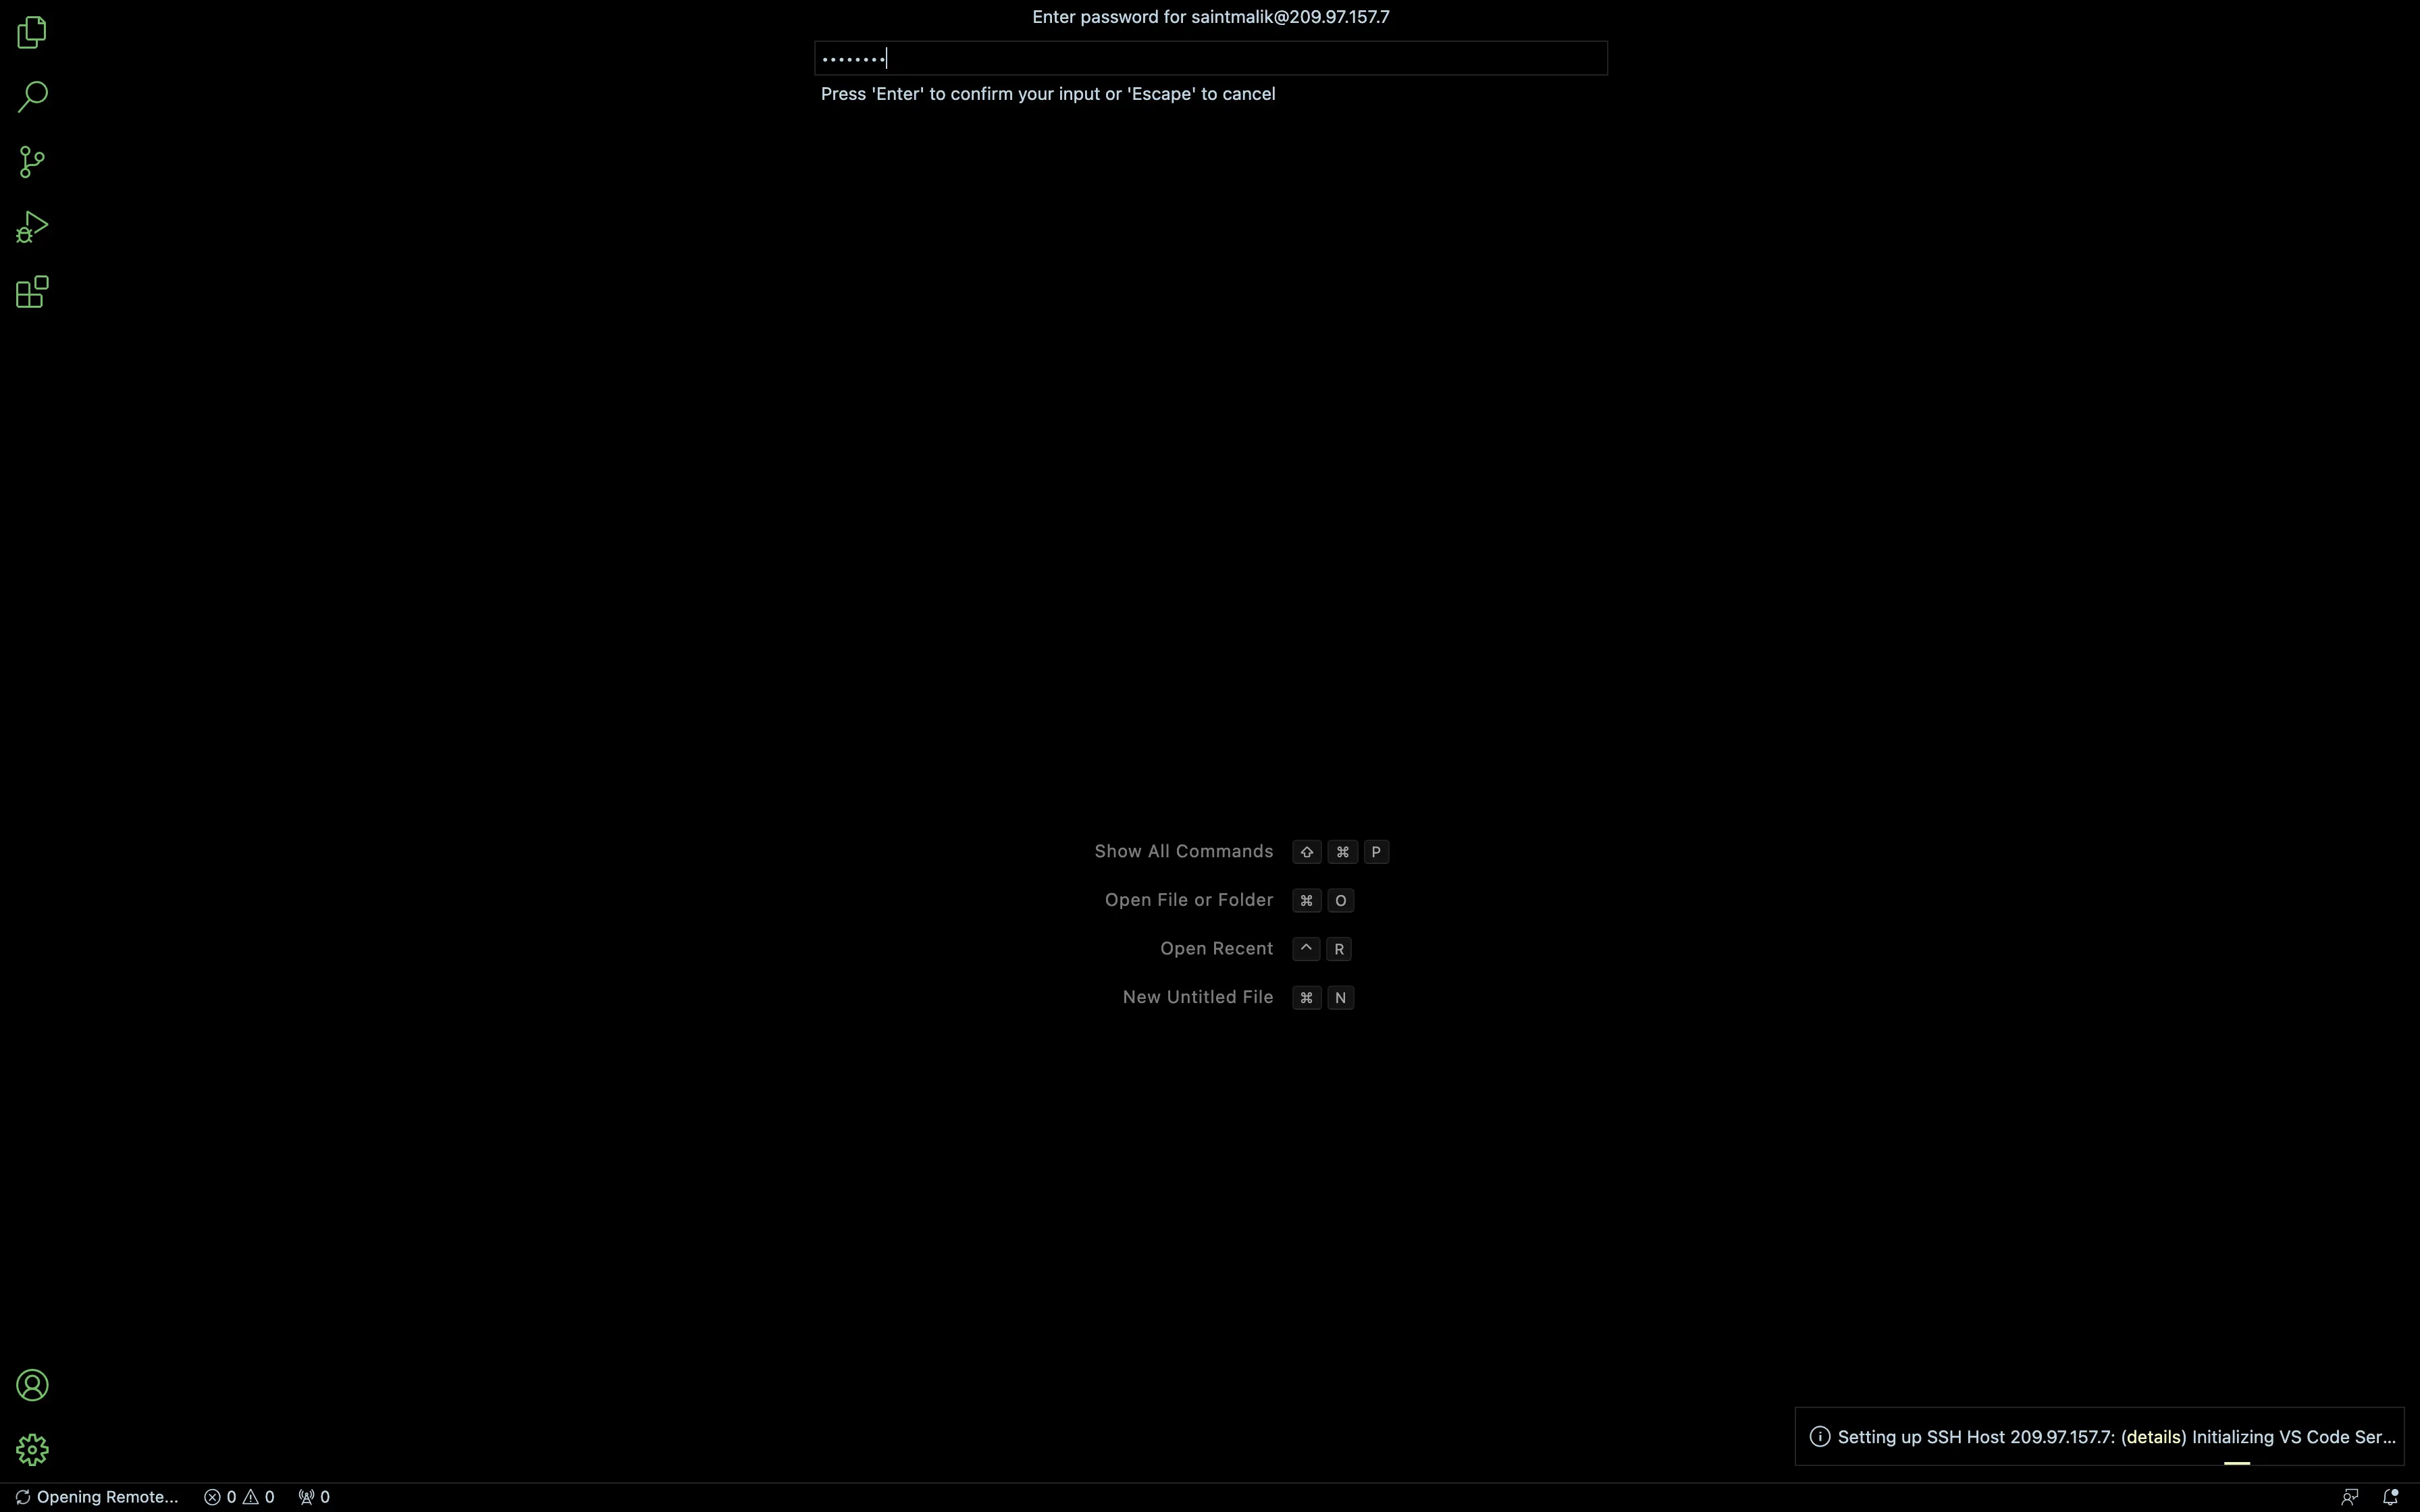 Enter password for saintmalik@209.97.157.7
••••••••
Press 'Enter' to confirm your input or 'Escape' to cancel
Show All Commands ⇧ ⌘ P
Open File or Folder ⌘ O
Open Recent ^ R
New Untitled File ⌘ N
Setting up SSH Host 209.97.157.7: (details) Initializing VS Code Ser...
Opening Remote... 0 0 0